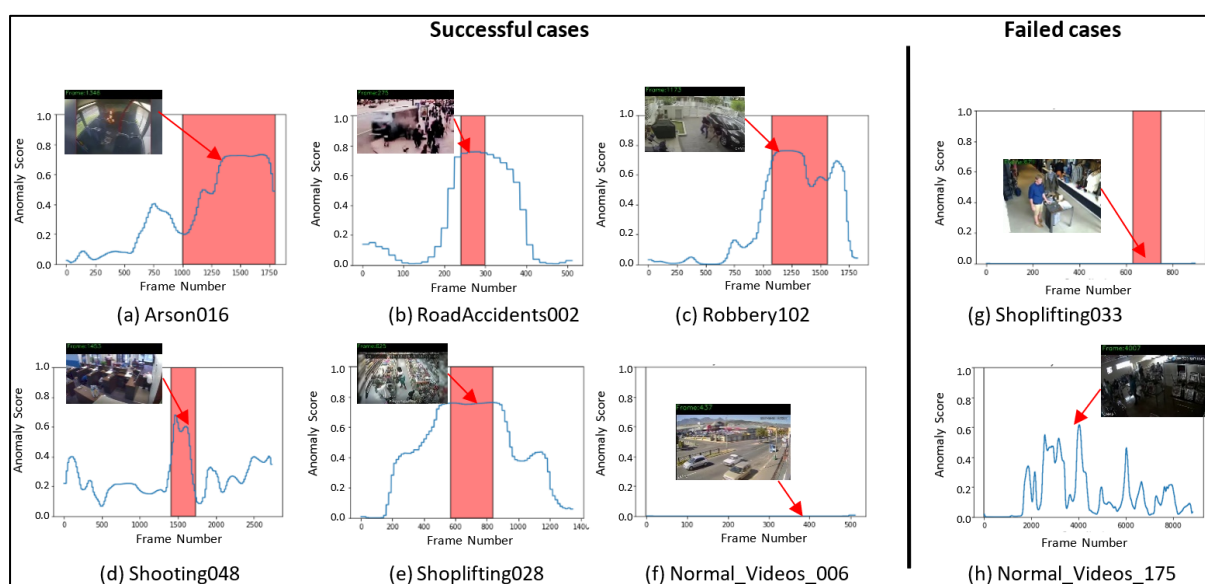 Successful cases
Failed cases
Frame:1346
1.0
0.8
0.6
0.4
0.2
0.0
Anomaly Score
0 250 500 750 1000 1250 1500 1750
Frame Number
(a) Arson016
Frame:275
1.0
0.8
0.6
0.4
0.2
0.0
Anomaly Score
0 100 200 300 400 500
Frame Number
(b) RoadAccidents002
Frame:1173
1.0
0.8
0.6
0.4
0.2
0.0
Anomaly Score
0 250 500 750 1000 1250 1500 1750
Frame Number
(c) Robbery102
1.0
0.8
0.6
0.4
0.2
0.0
Anomaly Score
0 200 400 600 800
Frame Number
(g) Shoplifting033
Frame:1453
1.0
0.8
0.6
0.4
0.2
0.0
Anomaly Score
0 500 1000 1500 2000 2500
Frame Number
(d) Shooting048
Frame:625
1.0
0.8
0.6
0.4
0.2
0.0
Anomaly Score
0 200 400 600 800 1000 1200
Frame Number
(e) Shoplifting028
Frame:437
1.0
0.8
0.6
0.4
0.2
0.0
Anomaly Score
0 100 200 300 400 500
Frame Number
(f) Normal_Videos_006
Frame:4007
1.0
0.8
0.6
0.4
0.2
0.0
Anomaly Score
0 2000 4000 6000 8000
Frame Number
(h) Normal_Videos_175